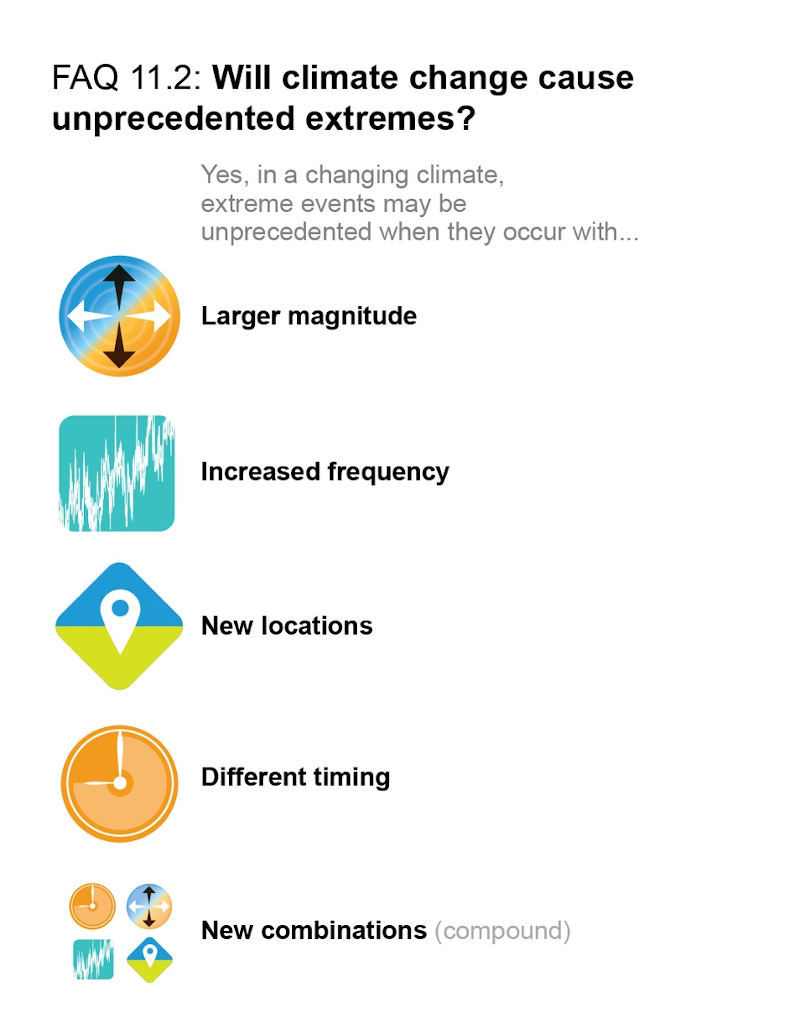 FAQ 11.2: Will climate change cause
unprecedented extremes?
Yes, in a changing climate,
extreme events may be
unprecedented when they occur with...
Larger magnitude
Increased frequency
New locations
Different timing
New combinations (compound)